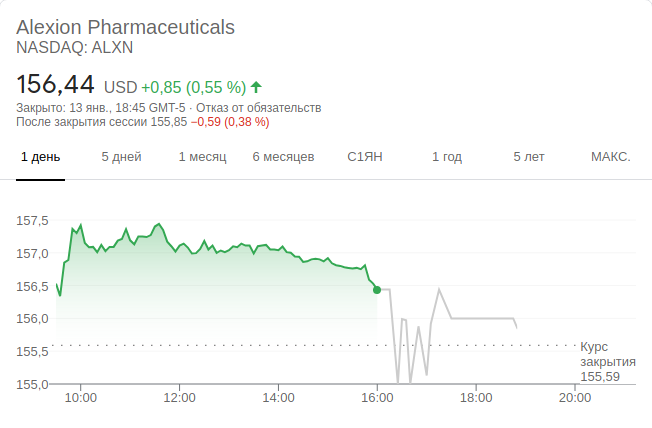 Alexion Pharmaceuticals
NASDAQ: ALXN
156,44 USD +0,85 (0,55 %)
Закрыто: 13 янв., 18:45 GMT-5 · Отказ от обязательств
После закрытия сессии 155,85 −0,59 (0,38 %)
1 день 5 дней 1 месяц 6 месяцев С1ЯН 1 год 5 лет МАКС.
157,5
157,0
156,5
156,0
155,5
155,0
Курс
закрытия
155,59
10:00 12:00 14:00 16:00 18:00 20:00